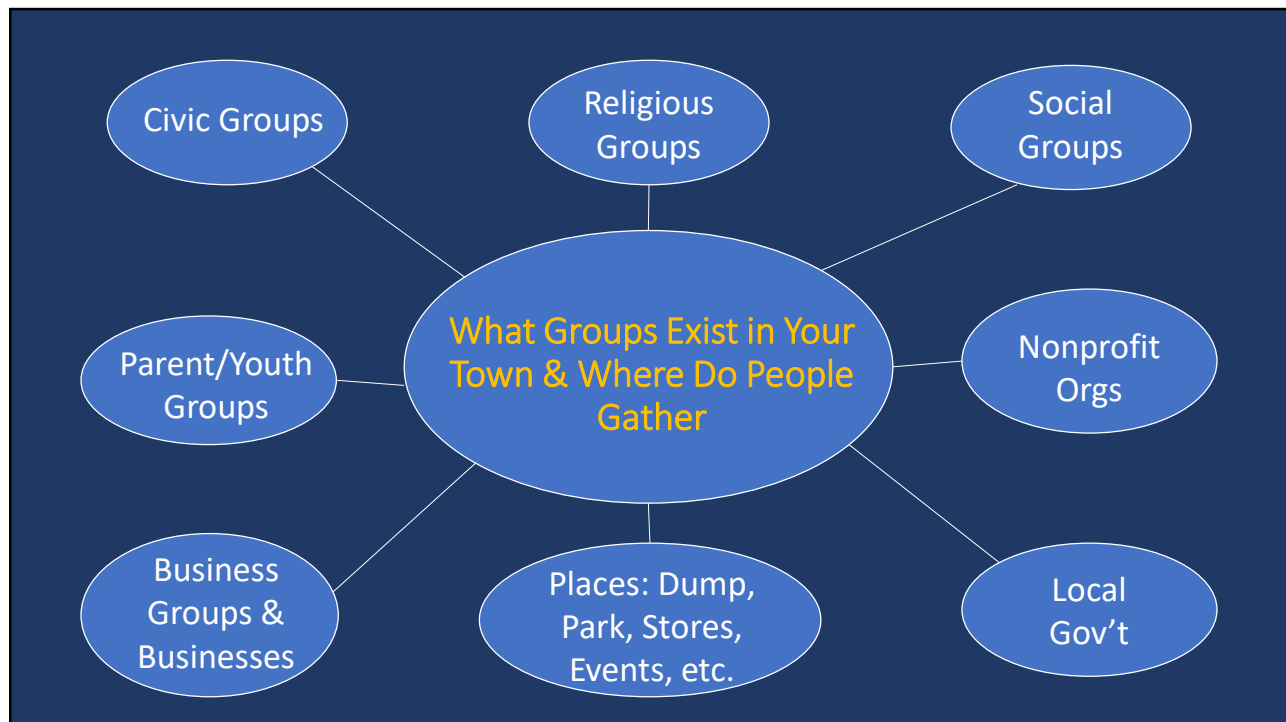 Civic Groups
Religious
Groups
Social
Groups
What Groups Exist in Your
Town & Where Do People
Gather
Parent/Youth
Groups
Nonprofit
Orgs
Business
Groups &
Businesses
Places: Dump,
Park, Stores,
Events, etc.
Local
Gov’t